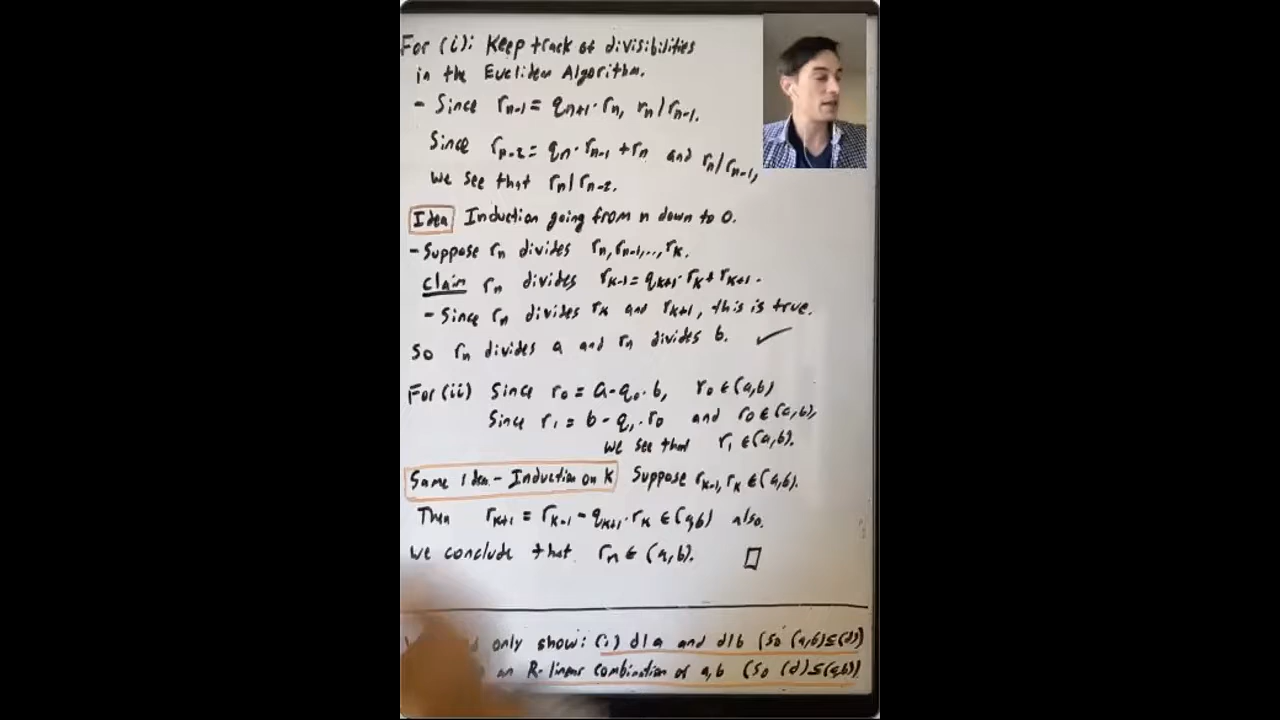 For (i): Keep track of divisibilities
in the Euclidean Algorithm.
- Since rₙ₋₁ = qₙ₊₁·rₙ, rₙ/rₙ₋₁.
Since rₙ₋₂ = qₙ·rₙ₋₁ + rₙ and rₙ/rₙ₋₁,
we see that rₙ/rₙ₋₂.
Idea Induction going from n down to 0.
- Suppose rₙ divides rₙ, rₙ₋₁, ..., rₖ.
Claim rₙ divides rₖ₋₁ = qₖ₊₁·rₖ + rₖ₊₁.
- Since rₙ divides rₖ and rₖ₊₁, this is true.
So rₙ divides a and rₙ divides b. ✓
For (ii) Since r₀ = a - q₀·b, r₀ ∈ (a,b)
Since r₁ = b - q₁·r₀ and r₀ ∈ (a,b),
we see that r₁ ∈ (a,b).
Same Idea - Induction on k Suppose rₖ₋₁, rₖ ∈ (a,b).
Then rₖ₊₁ = rₖ₋₁ - qₖ₊₁·rₖ ∈ (a,b) also.
We conclude that rₙ ∈ (a,b). □
only show: (i) d|a and d|b (So (a,b)⊆(d))
an R-linear combination of a,b (So (d)⊆(a,b))